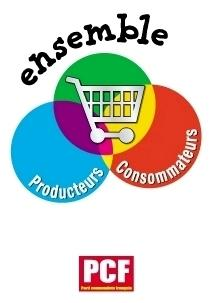 ensemble
Producteurs
Consommateurs
PCF
Parti communiste français